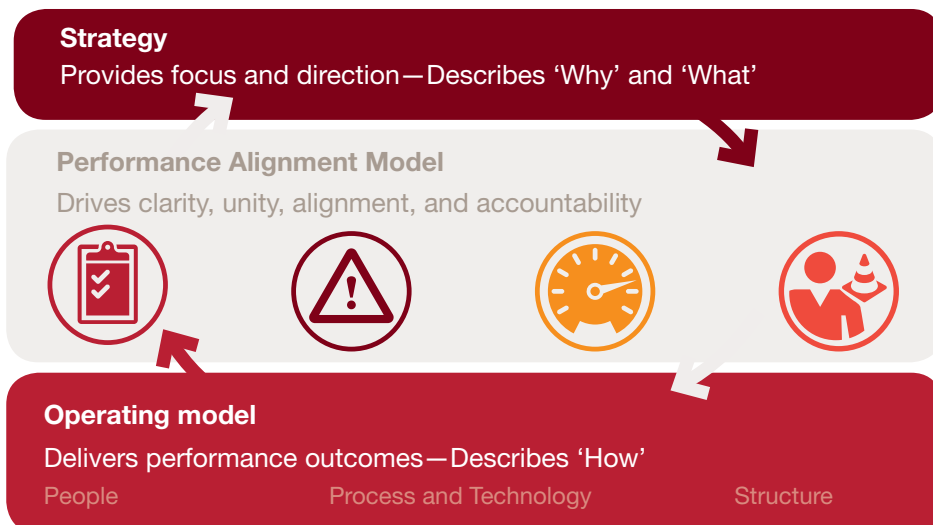 Strategy
Provides focus and direction—Describes ‘Why’ and ‘What’
Performance Alignment Model
Drives clarity, unity, alignment, and accountability
Operating model
Delivers performance outcomes—Describes ‘How’
People Process and Technology Structure